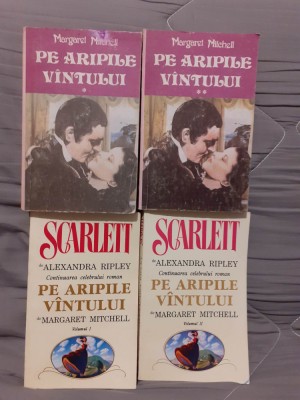 Margaret Mitchell
PE ARIPILE
VÎNTULUI
*
Margaret Mitchell
PE ARIPILE
VÎNTULUI
**
SCARLETT
de ALEXANDRA RIPLEY
Continuarea celebrului roman
PE ARIPILE
VÎNTULUI
de MARGARET MITCHELL
Volumul I
SCARLETT
de ALEXANDRA RIPLEY
Continuarea celebrului roman
PE ARIPILE
VÎNTULUI
de MARGARET MITCHELL
Volumul II